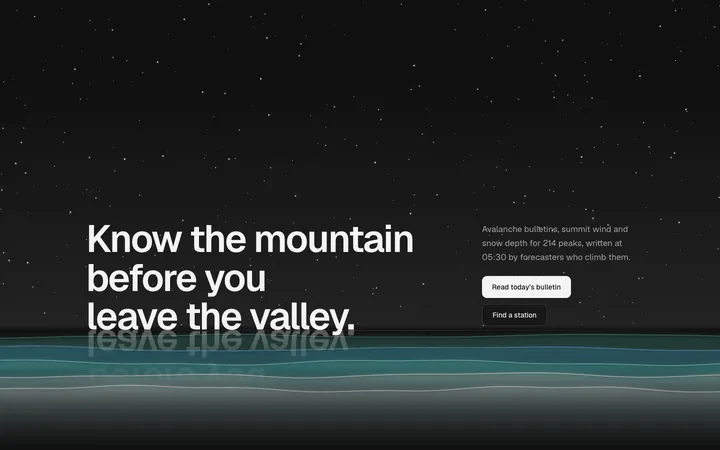 Know the mountain
before you
leave the valley.
Avalanche bulletins, summit wind and
snow depth for 214 peaks, written at
05:30 by forecasters who climb them.
Read today's bulletin
Find a station